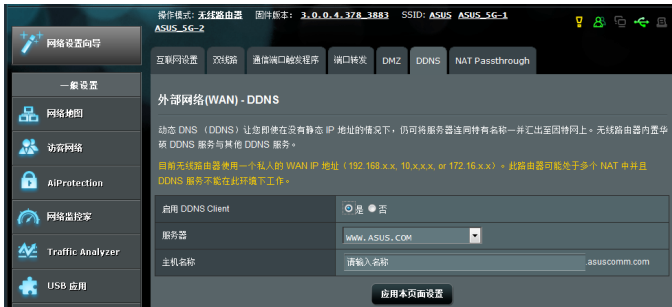 操作模式: 无线路由器 固件版本: 3.0.0.4.378_3883 SSID: ASUS ASUS_5G-1
ASUS_5G-2
网络设置向导
互联网设置 双线路 通信端口触发程序 端口转发 DMZ DDNS NAT Passthrough
一般设置
网络地图
访客网络
AiProtection
网络监控家
Traffic Analyzer
USB 应用
外部网络(WAN) - DDNS
动态 DNS （DDNS）让您即使在没有静态 IP 地址的情况下，仍可将服务器连同特有名称一并汇出至因特网上。无线路由器内置华
硕 DDNS 服务与其他 DDNS 服务。
目前无线路由器使用一个私人的 WAN IP 地址（192.168.x.x, 10,x,x,x, or 172.16.x.x）。此路由器可能处于多个 NAT 中并且
DDNS 服务不能在此环境下工作。
启用 DDNS Client 是 否
服务器 WWW.ASUS.COM
主机名称 请输入名称 .asuscomm.com
应用本页面设置